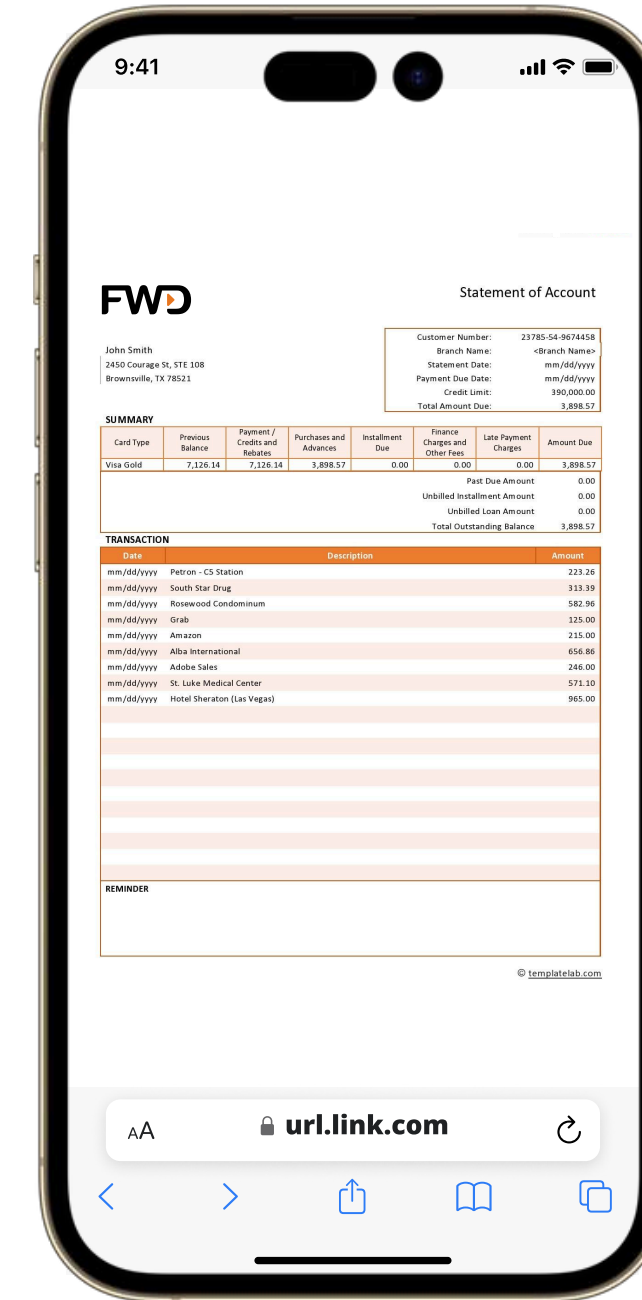 9:41
FWD
Statement of Account
Customer Number: 23785-54-9674458
John Smith
Branch Name: <Branch Name>
2450 Courage St, STE 108
Statement Date: mm/dd/yyyy
Brownsville, TX 78521
Payment Due Date: mm/dd/yyyy
Credit Limit: 390,000.00
Total Amount Due: 3,898.57
SUMMARY
Card Type Previous Balance Payment / Credits and Rebates Purchases and Advances Installment Due Finance Charges and Other Fees Late Payment Charges Amount Due
Visa Gold 7,126.14 7,126.14 3,898.57 0.00 0.00 0.00 3,898.57
Past Due Amount 0.00
Unbilled Installment Amount 0.00
Unbilled Loan Amount 0.00
Total Outstanding Balance 3,898.57
TRANSACTION
Date Description Amount
mm/dd/yyyy Petron - C5 Station 223.26
mm/dd/yyyy South Star Drug 313.39
mm/dd/yyyy Rosewood Condominum 582.96
mm/dd/yyyy Grab 125.00
mm/dd/yyyy Amazon 215.00
mm/dd/yyyy Alba International 656.86
mm/dd/yyyy Adobe Sales 246.00
mm/dd/yyyy St. Luke Medical Center 571.10
mm/dd/yyyy Hotel Sheraton (Las Vegas) 965.00
REMINDER
© templatelab.com
AA url.link.com